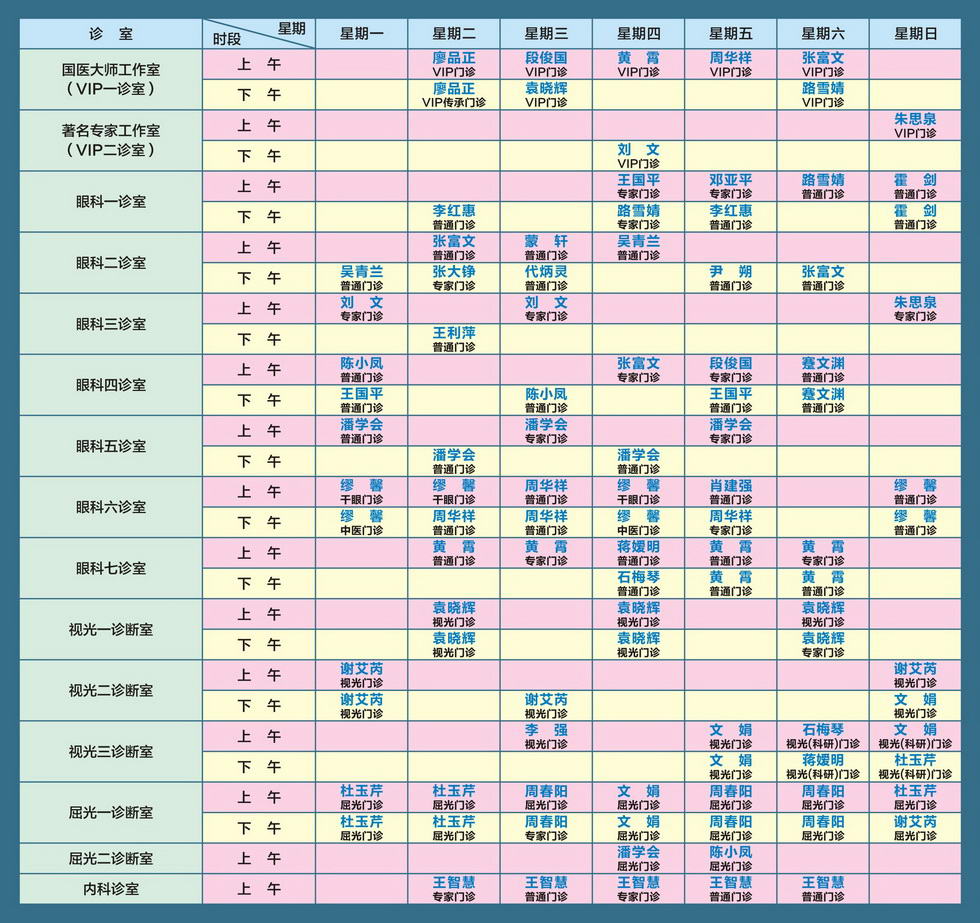 诊 室 星期 星期一 星期二 星期三 星期四 星期五 星期六 星期日
时段
国医大师工作室
（VIP一诊室）
上 午 廖品正 段俊国 黄 霄 周华祥 张富文
VIP门诊 VIP门诊 VIP门诊 VIP门诊 VIP门诊
下 午 廖品正 袁晓辉 路雪婧
VIP传承门诊 VIP门诊 VIP门诊
著名专家工作室
（VIP二诊室）
上 午 朱思泉
VIP门诊
下 午 刘 文
VIP门诊
眼科一诊室
上 午 王国平 邓亚平 路雪婧 霍 剑
专家门诊 专家门诊 普通门诊 普通门诊
下 午 李红惠 路雪婧 李红惠 霍 剑
普通门诊 专家门诊 普通门诊 普通门诊
眼科二诊室
上 午 张富文 蒙 轩 吴青兰
普通门诊 普通门诊 普通门诊
下 午 吴青兰 张大铮 代炳灵 尹 朔 张富文
普通门诊 专家门诊 普通门诊 普通门诊 普通门诊
眼科三诊室
上 午 刘 文 刘 文 朱思泉
专家门诊 专家门诊 专家门诊
下 午 王利萍
普通门诊
眼科四诊室
上 午 陈小凤 张富文 段俊国 蹇文渊
普通门诊 专家门诊 专家门诊 普通门诊
下 午 王国平 陈小凤 王国平 蹇文渊
普通门诊 普通门诊 普通门诊 普通门诊
眼科五诊室
上 午 潘学会 潘学会 潘学会
普通门诊 专家门诊 专家门诊
下 午 潘学会 潘学会
普通门诊 普通门诊
眼科六诊室
上 午 缪 馨 缪 馨 周华祥 缪 馨 肖建强 缪 馨
干眼门诊 干眼门诊 普通门诊 干眼门诊 普通门诊 普通门诊
下 午 缪 馨 周华祥 周华祥 缪 馨 周华祥 缪 馨
中医门诊 普通门诊 普通门诊 中医门诊 专家门诊 普通门诊
眼科七诊室
上 午 黄 霄 黄 霄 蒋嫒明 黄 霄 黄 霄
普通门诊 专家门诊 普通门诊 普通门诊 专家门诊
下 午 石梅琴 黄 霄 黄 霄
普通门诊 普通门诊 普通门诊
视光一诊断室
上 午 袁晓辉 袁晓辉 袁晓辉
视光门诊 视光门诊 视光门诊
下 午 袁晓辉 袁晓辉 袁晓辉
视光门诊 视光门诊 专家门诊
视光二诊断室
上 午 谢艾芮 谢艾芮
视光门诊 视光门诊
下 午 谢艾芮 谢艾芮 文 娟
视光门诊 视光门诊 视光门诊
视光三诊断室
上 午 李 强 文 娟 石梅琴 文 娟
视光门诊 视光门诊 视光(科研)门诊 视光(科研)门诊
下 午 文 娟 蒋嫒明 杜玉芹
视光门诊 视光(科研)门诊 视光(科研)门诊
屈光一诊断室
上 午 杜玉芹 杜玉芹 周春阳 文 娟 周春阳 周春阳 杜玉芹
屈光门诊 屈光门诊 屈光门诊 屈光门诊 屈光门诊 屈光门诊 屈光门诊
下 午 杜玉芹 杜玉芹 周春阳 文 娟 周春阳 周春阳 谢艾芮
屈光门诊 屈光门诊 专家门诊 屈光门诊 屈光门诊 屈光门诊 屈光门诊
屈光二诊断室 上 午 潘学会 陈小凤
屈光门诊 屈光门诊
内科诊室 上 午 王智慧 王智慧 王智慧 王智慧 王智慧
专家门诊 普通门诊 专家门诊 普通门诊 普通门诊